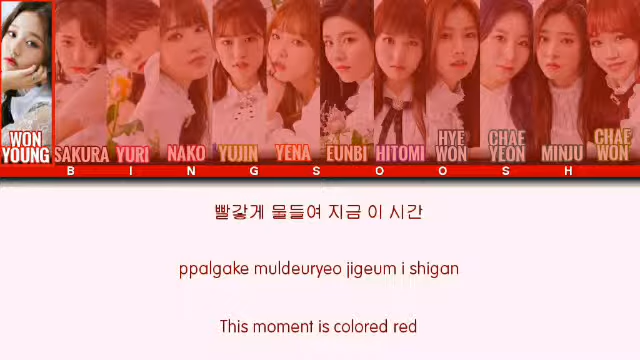 WON YOUNG SAKURA YURI NAKO YUJIN YENA EUNBI HITOMI HYE WON CHAE YEON MINJU CHAE WON
BINGSOOSH
빨갛게 물들여 지금 이 시간
ppalgake muldeuryeo jigeum i shigan
This moment is colored red